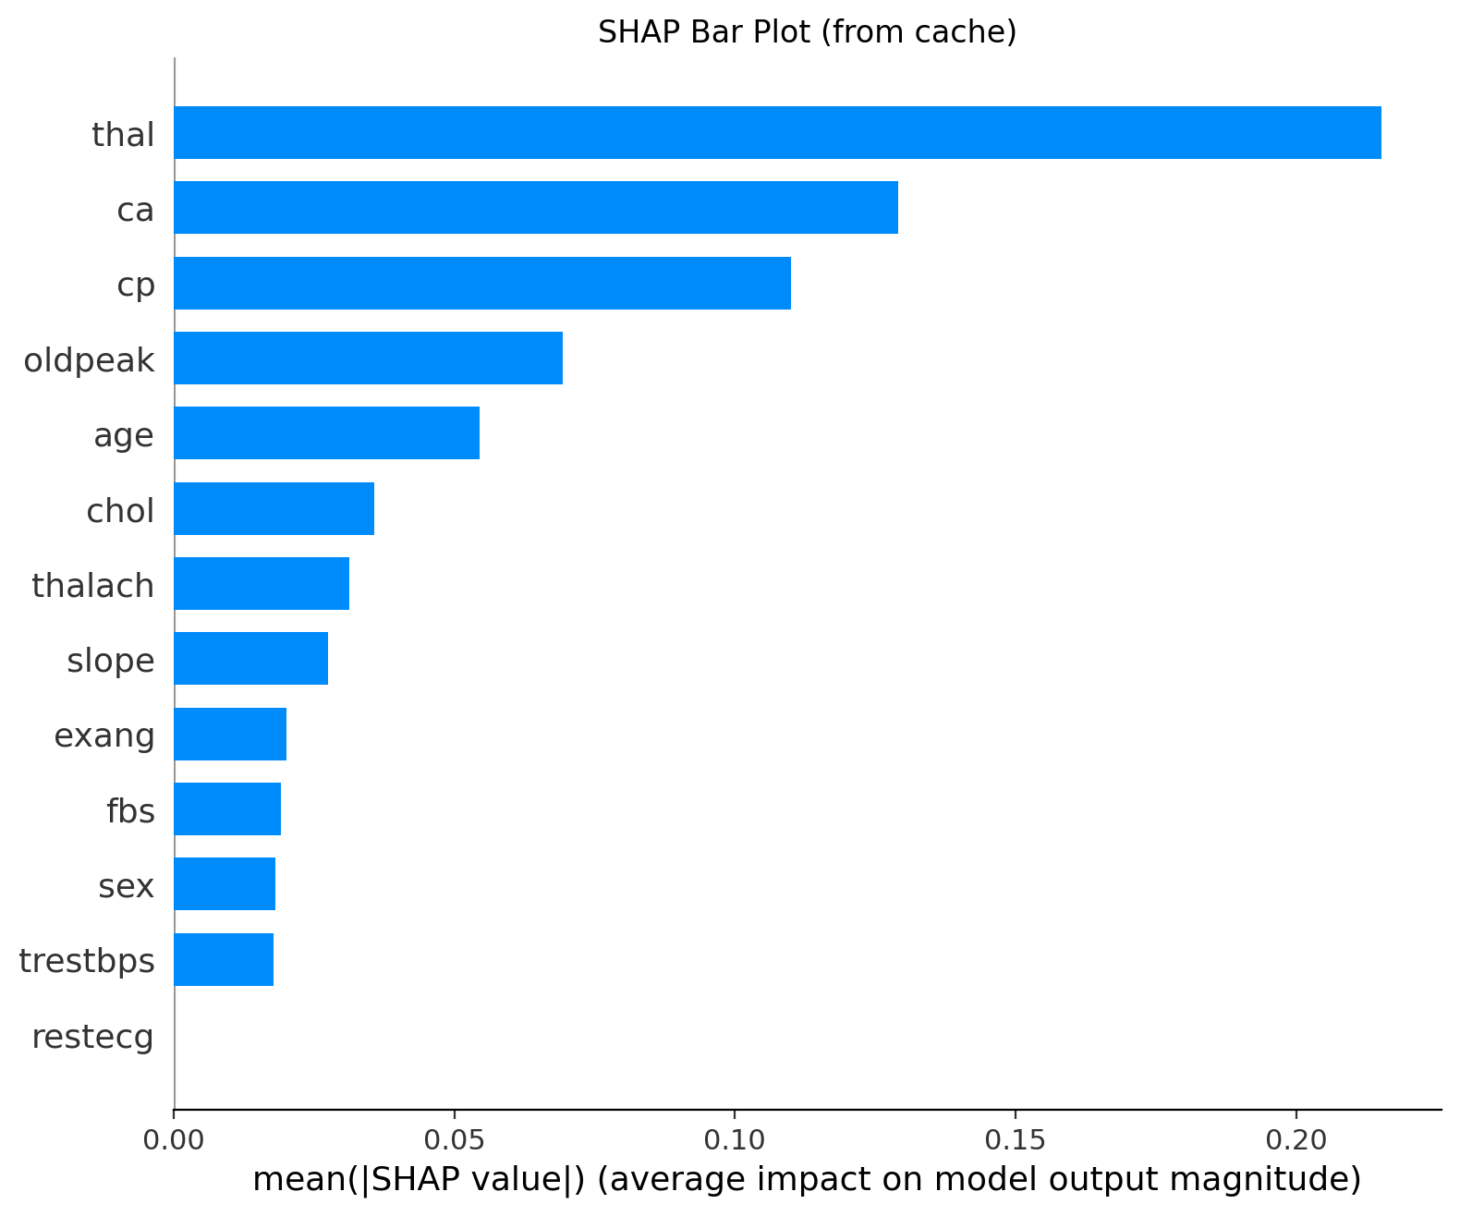 SHAP Bar Plot (from cache)
thal
ca
cp
oldpeak
age
chol
thalach
slope
exang
fbs
sex
trestbps
restecg
0.00 0.05 0.10 0.15 0.20
mean(|SHAP value|) (average impact on model output magnitude)